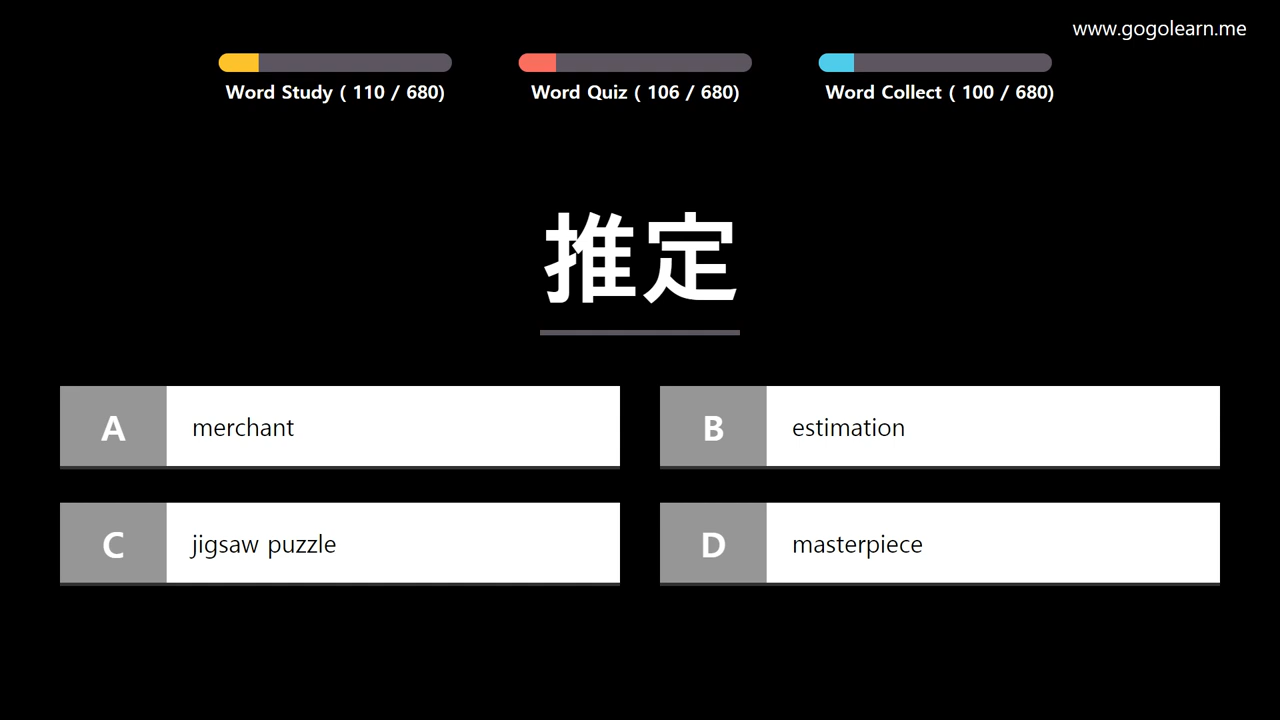 www.gogolearn.me
Word Study ( 110 / 680)
Word Quiz ( 106 / 680)
Word Collect ( 100 / 680)
推定
A merchant
B estimation
C jigsaw puzzle
D masterpiece